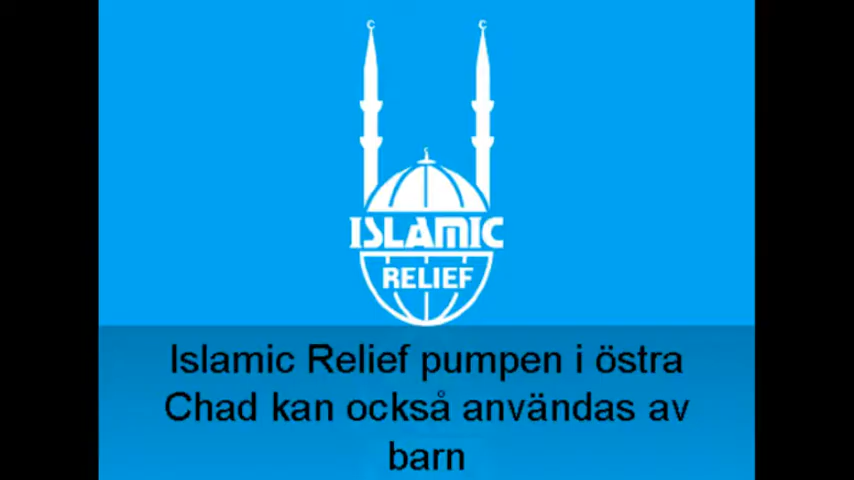 ISLAMIC
RELIEF
Islamic Relief pumpen i östra
Chad kan också användas av
barn